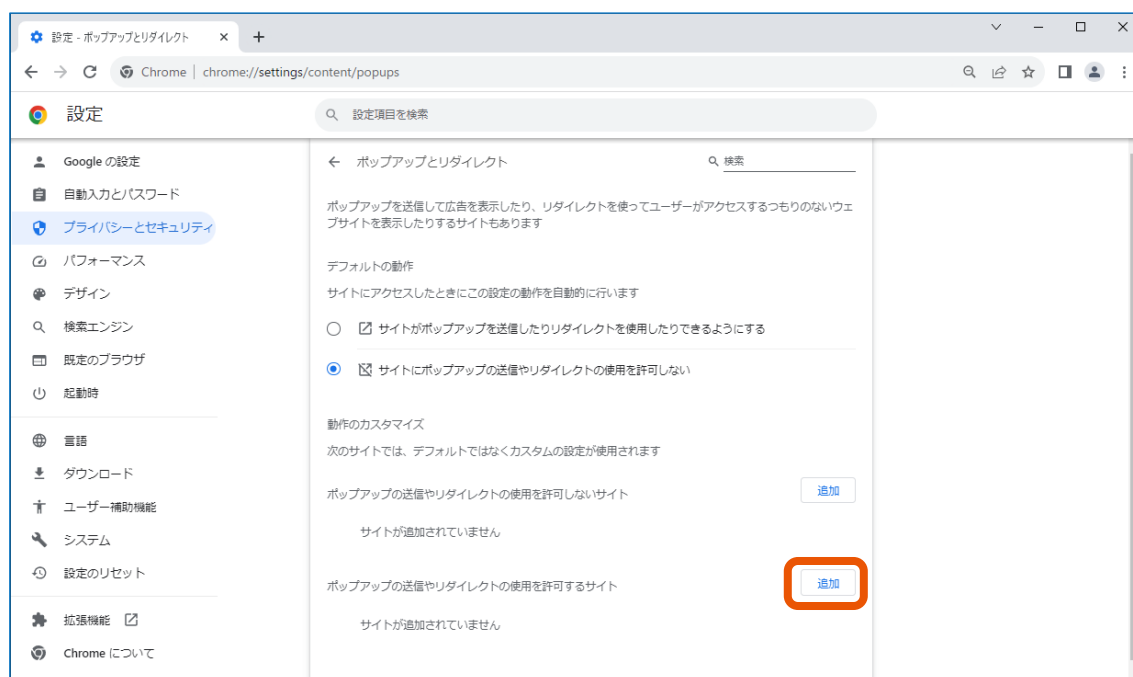 設定 - ポップアップとリダイレクト
Chrome | chrome://settings/content/popups
設定
設定項目を検索
Google の設定
自動入力とパスワード
プライバシーとセキュリティ
パフォーマンス
デザイン
検索エンジン
既定のブラウザ
起動時
言語
ダウンロード
ユーザー補助機能
システム
設定のリセット
拡張機能
Chrome について
ポップアップとリダイレクト
検索
ポップアップを送信して広告を表示したり、リダイレクトを使ってユーザーがアクセスするつもりのないウェ
ブサイトを表示したりするサイトもあります
デフォルトの動作
サイトにアクセスしたときにこの設定の動作を自動的に行います
サイトがポップアップを送信したりリダイレクトを使用したりできるようにする
サイトにポップアップの送信やリダイレクトの使用を許可しない
動作のカスタマイズ
次のサイトでは、デフォルトではなくカスタムの設定が使用されます
ポップアップの送信やリダイレクトの使用を許可しないサイト
追加
サイトが追加されていません
ポップアップの送信やリダイレクトの使用を許可するサイト
追加
サイトが追加されていません